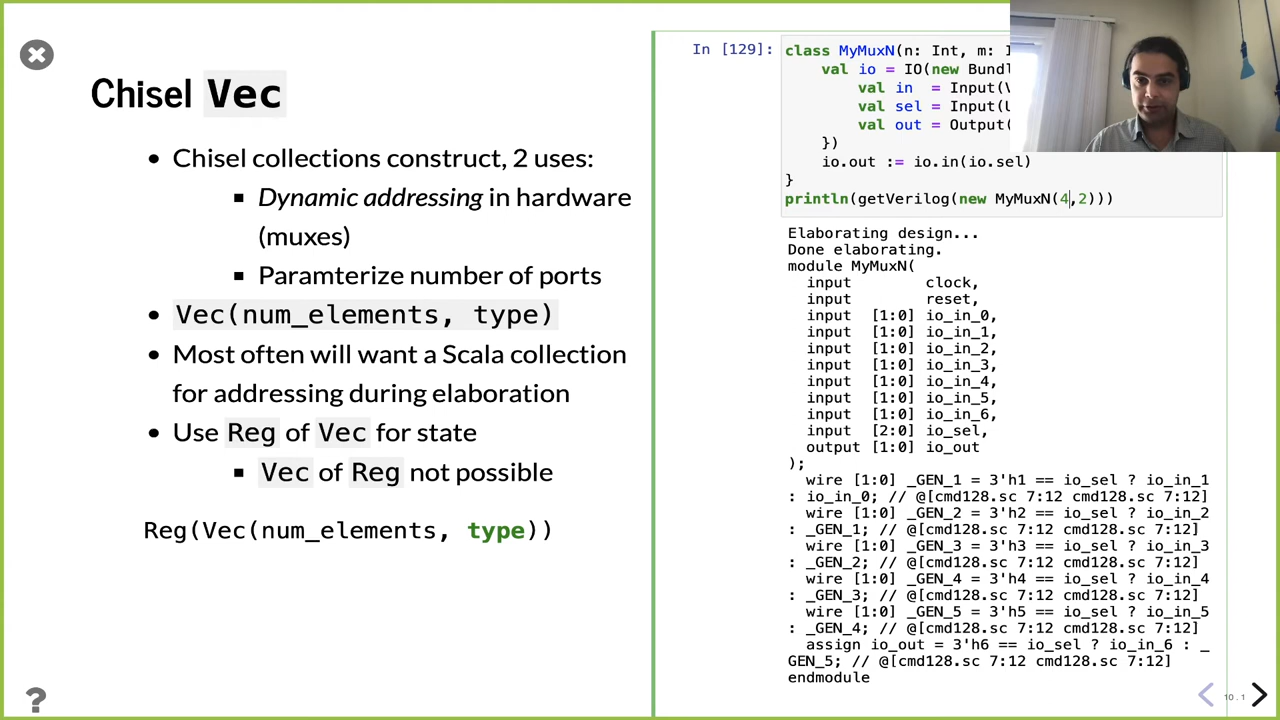 Chisel Vec
• Chisel collections construct, 2 uses:
▪ Dynamic addressing in hardware
(muxes)
▪ Paramterize number of ports
• Vec(num_elements, type)
• Most often will want a Scala collection
for addressing during elaboration
• Use Reg of Vec for state
▪ Vec of Reg not possible
Reg(Vec(num_elements, type))
?
In [129]:
class MyMuxN(n: Int, m: I
val io = IO(new Bundl
val in = Input(V
val sel = Input(U
val out = Output(
})
io.out := io.in(io.sel)
}
println(getVerilog(new MyMuxN(4,2)))
Elaborating design...
Done elaborating.
module MyMuxN(
input clock,
input reset,
input [1:0] io_in_0,
input [1:0] io_in_1,
input [1:0] io_in_2,
input [1:0] io_in_3,
input [1:0] io_in_4,
input [1:0] io_in_5,
input [1:0] io_in_6,
input [2:0] io_sel,
output [1:0] io_out
);
wire [1:0] _GEN_1 = 3'h1 == io_sel ? io_in_1
: io_in_0; // @[cmd128.sc 7:12 cmd128.sc 7:12]
wire [1:0] _GEN_2 = 3'h2 == io_sel ? io_in_2
: _GEN_1; // @[cmd128.sc 7:12 cmd128.sc 7:12]
wire [1:0] _GEN_3 = 3'h3 == io_sel ? io_in_3
: _GEN_2; // @[cmd128.sc 7:12 cmd128.sc 7:12]
wire [1:0] _GEN_4 = 3'h4 == io_sel ? io_in_4
: _GEN_3; // @[cmd128.sc 7:12 cmd128.sc 7:12]
wire [1:0] _GEN_5 = 3'h5 == io_sel ? io_in_5
: _GEN_4; // @[cmd128.sc 7:12 cmd128.sc 7:12]
assign io_out = 3'h6 == io_sel ? io_in_6 : _
GEN_5; // @[cmd128.sc 7:12 cmd128.sc 7:12]
endmodule
10.1